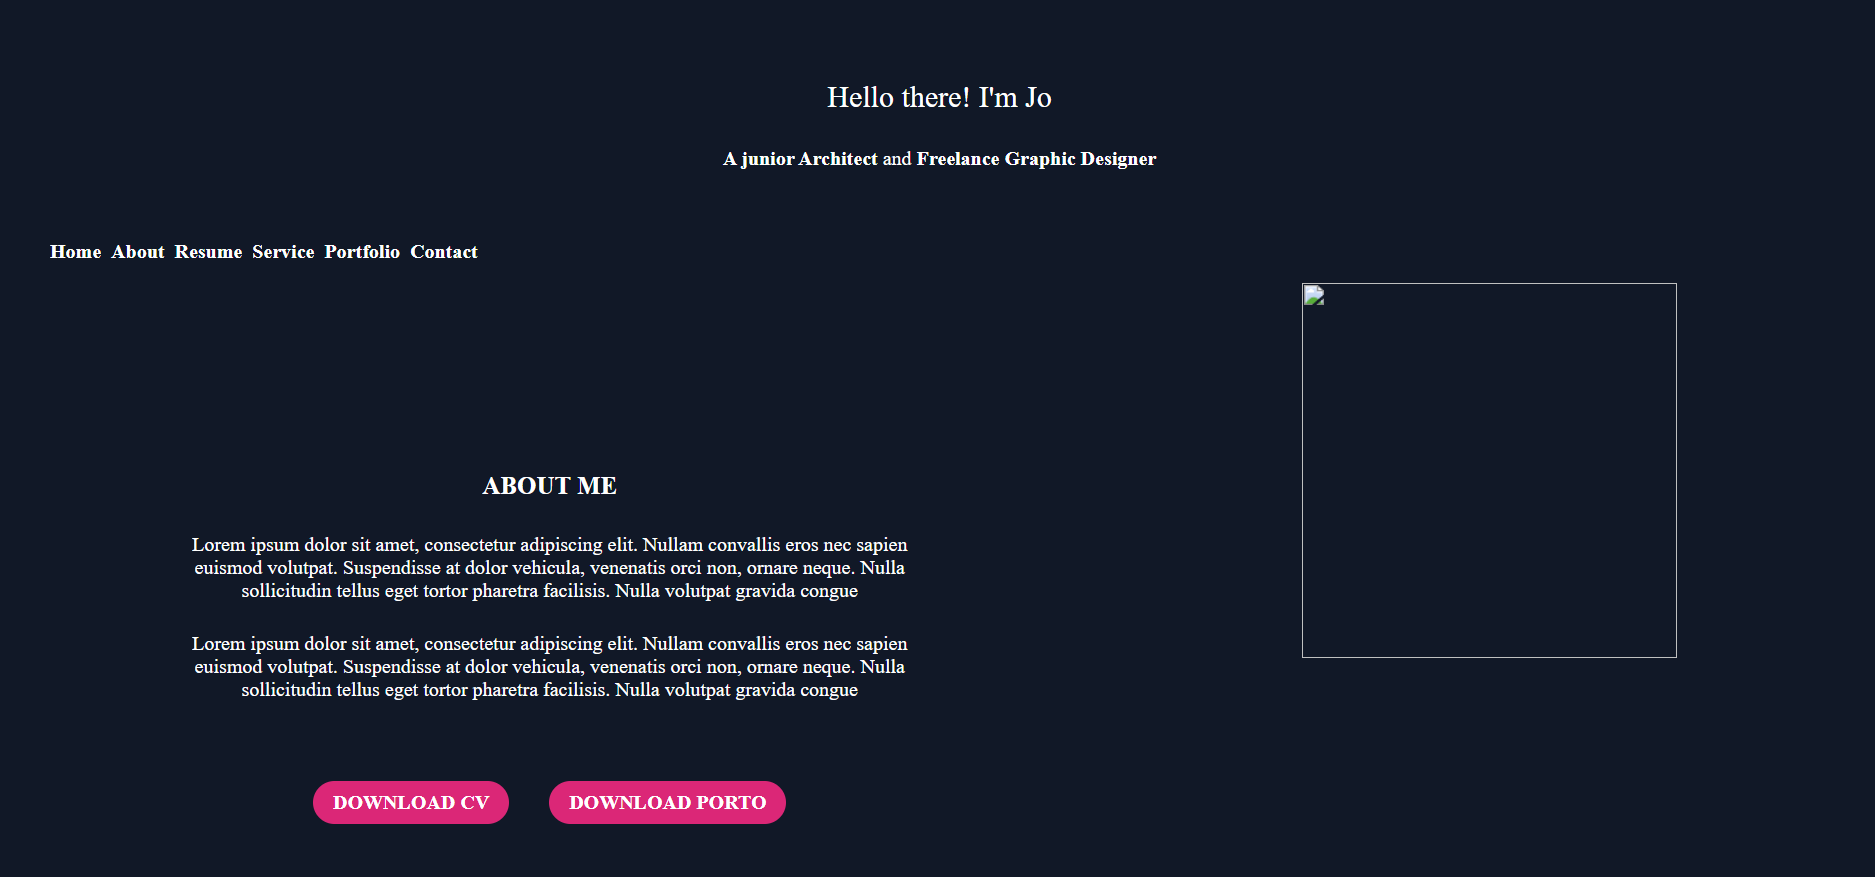 Hello there! I'm Jo
A junior Architect and Freelance Graphic Designer
Home About Resume Service Portfolio Contact
ABOUT ME
Lorem ipsum dolor sit amet, consectetur adipiscing elit. Nullam convallis eros nec sapien
euismod volutpat. Suspendisse at dolor vehicula, venenatis orci non, ornare neque. Nulla
sollicitudin tellus eget tortor pharetra facilisis. Nulla volutpat gravida congue
Lorem ipsum dolor sit amet, consectetur adipiscing elit. Nullam convallis eros nec sapien
euismod volutpat. Suspendisse at dolor vehicula, venenatis orci non, ornare neque. Nulla
sollicitudin tellus eget tortor pharetra facilisis. Nulla volutpat gravida congue
DOWNLOAD CV DOWNLOAD PORTO